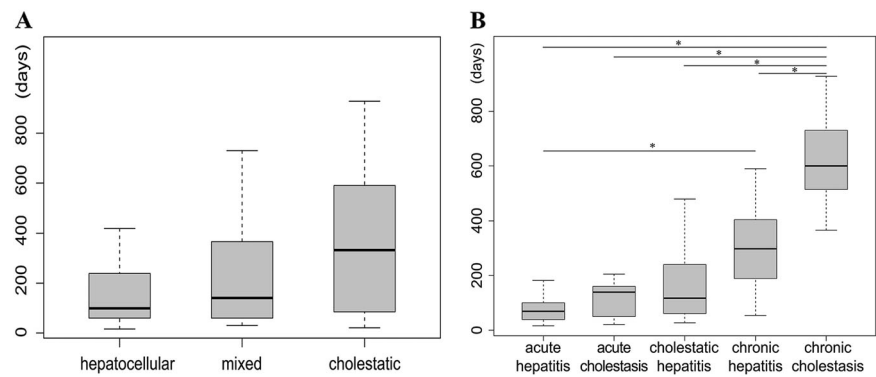 A
(days)
800
600
400
200
0
hepatocellular mixed cholestatic
B
(days)
800
600
400
200
0
*
*
*
*
*
acute hepatitis
acute cholestasis
cholestatic hepatitis
chronic hepatitis
chronic cholestasis